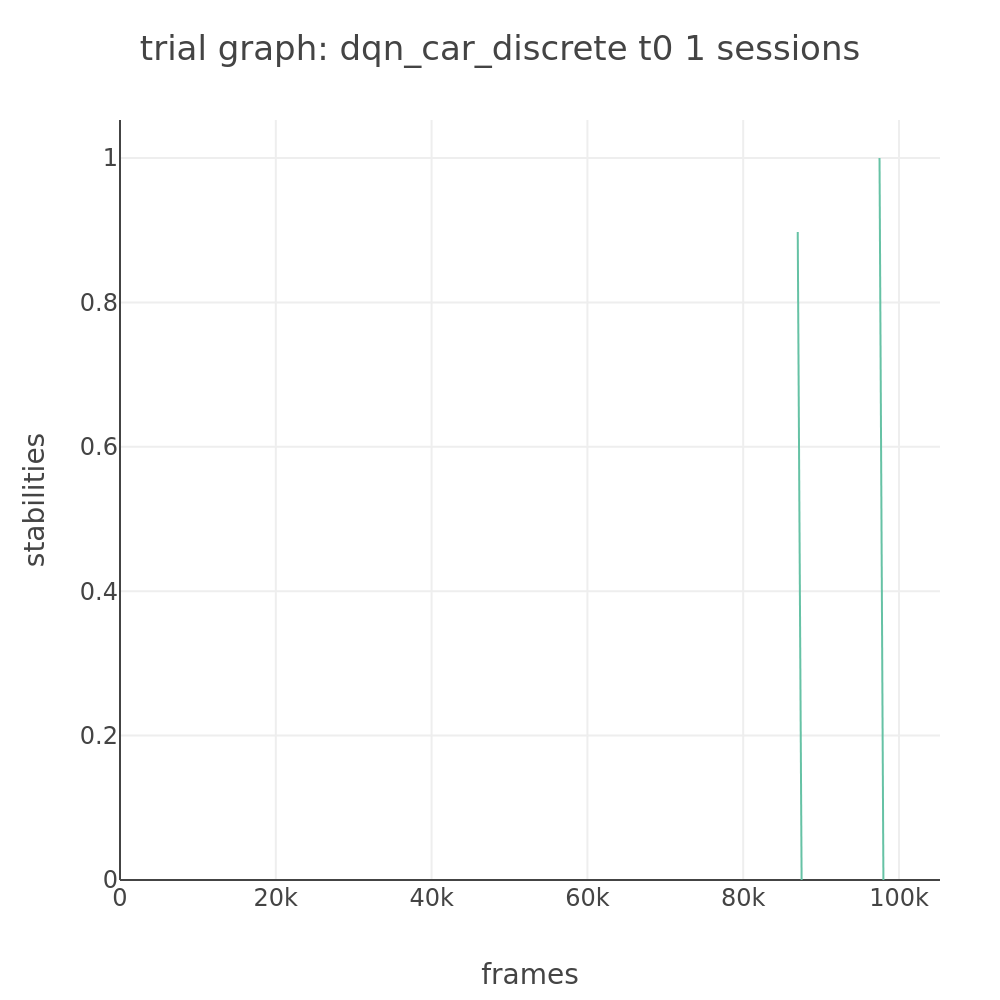 trial graph: dqn_car_discrete t0 1 sessions
1
0.8
0.6
0.4
0.2
0
stabilities
0
20k
40k
60k
80k
100k
frames